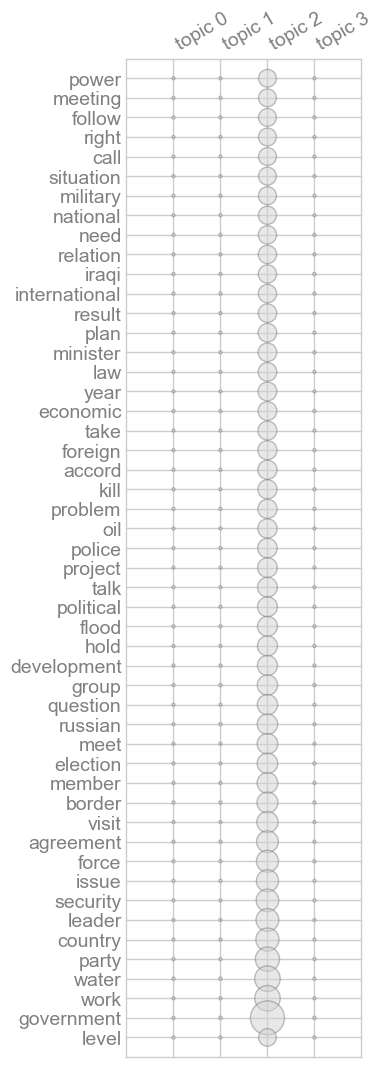 topic 0
topic 1
topic 2
topic 3
power
meeting
follow
right
call
situation
military
national
need
relation
iraqi
international
result
plan
minister
law
year
economic
take
foreign
accord
kill
problem
oil
police
project
talk
political
flood
hold
development
group
question
russian
meet
election
member
border
visit
agreement
force
issue
security
leader
country
party
water
work
government
level